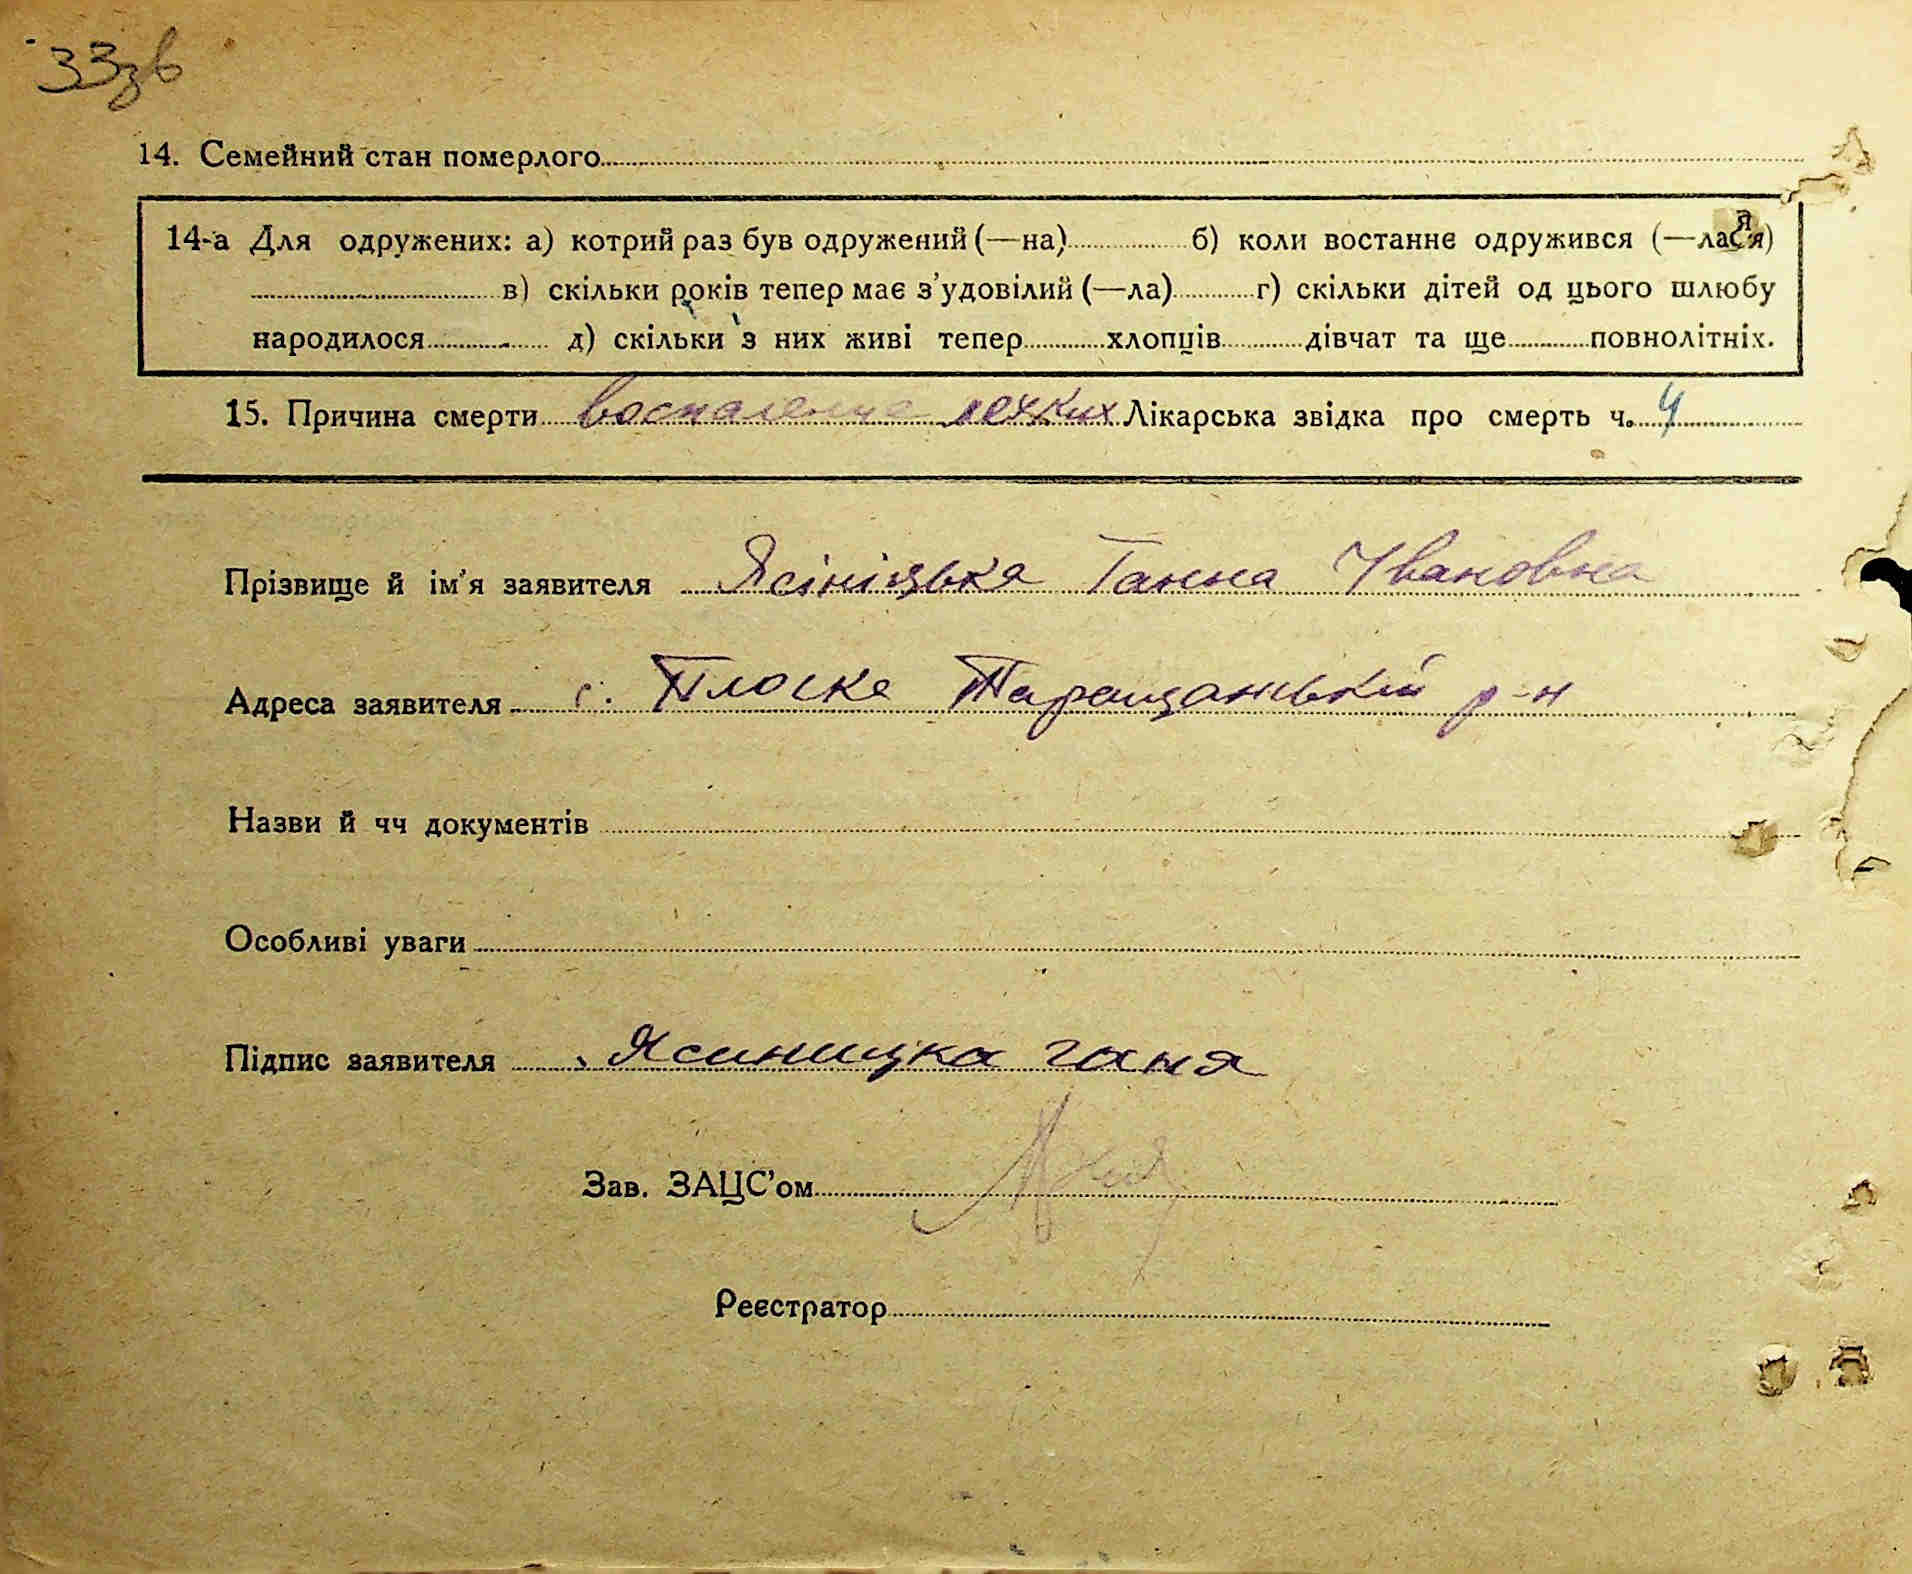 33зв
14. Семейний стан померлого
14-а Для одружених: а) котрий раз був одружений (—на) б) коли востаннє одружився (—лася)
в) скільки років тепер має з'удовілий (—ла) г) скільки дітей од цього шлюбу
народилося д) скільки з них живі тепер хлопців дівчат та ще повнолітніх.
15. Причина смерти воспаление легких Лікарська звідка про смерть ч. 4
Прізвище й ім'я заявителя Ясініцька Ганна Івановна
Адреса заявителя с. Плоске Таращанський р-н
Назви й чч документів
Особливі уваги
Підпис заявителя Ясиницка ганя
Зав. ЗАЦС'ом
Реєстратор